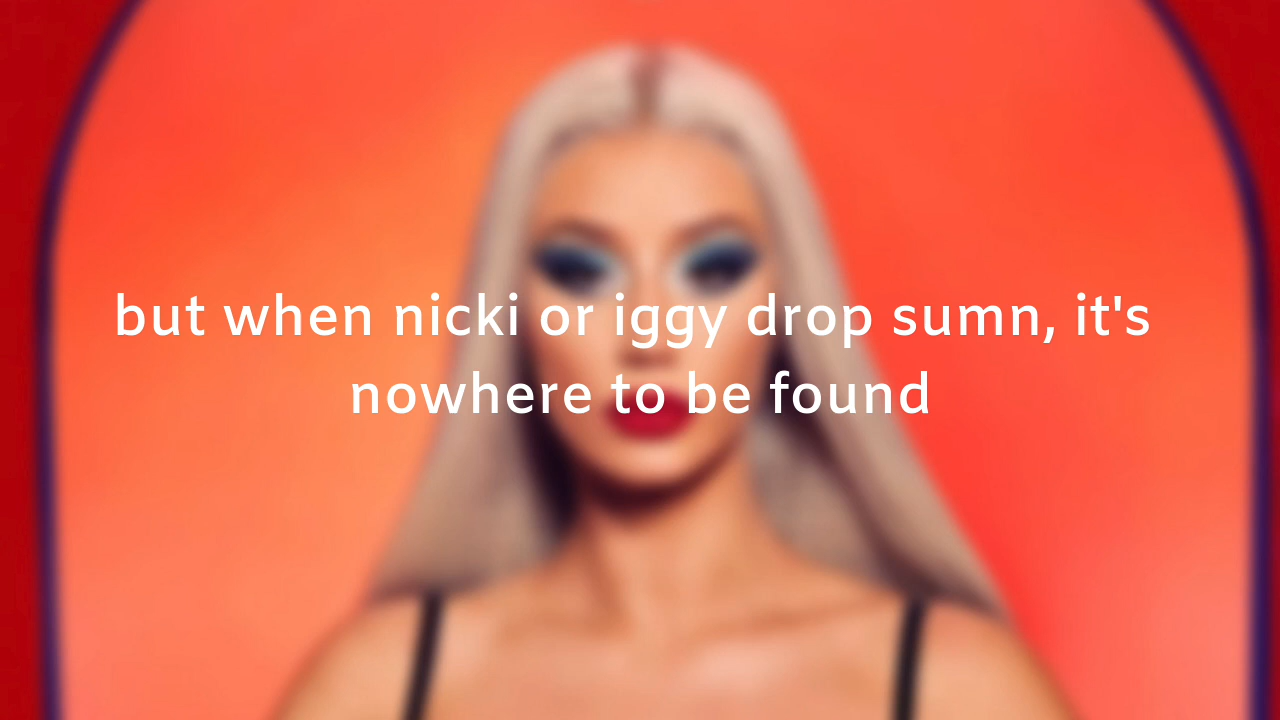 but when nicki or iggy drop sumn, it's
nowhere to be found